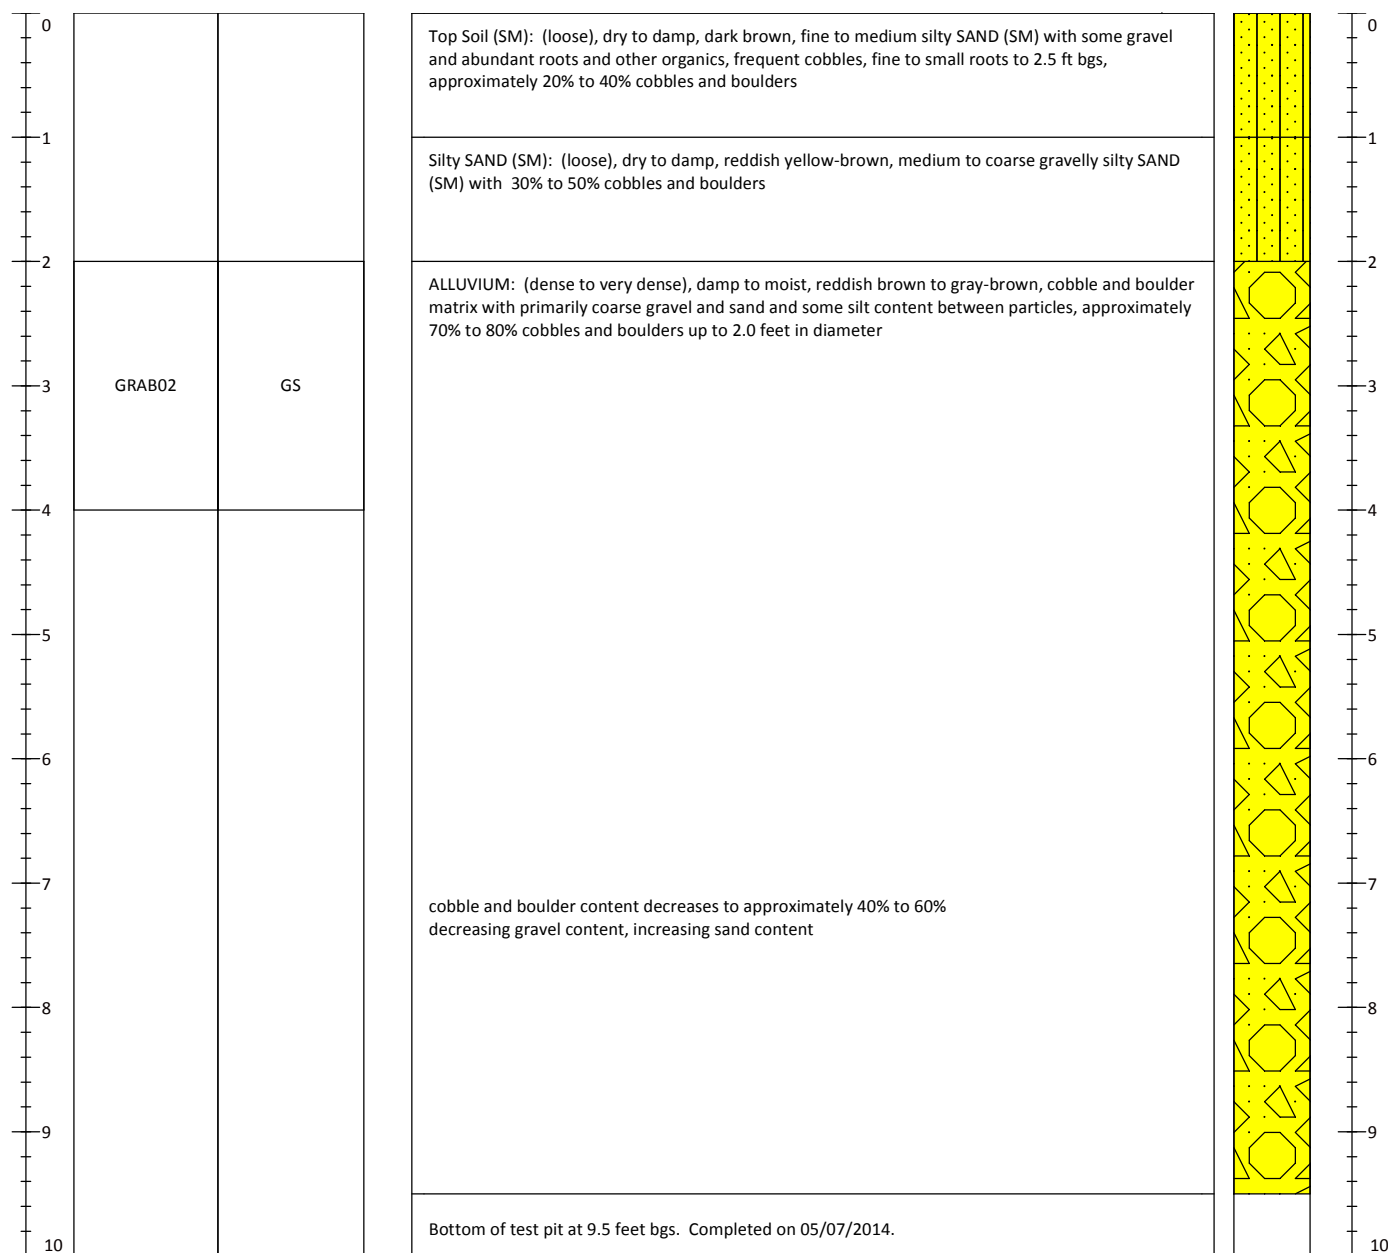 0
0
Top Soil (SM):  (loose), dry to damp, dark brown, fine to medium silty SAND (SM) with some gravel
and abundant roots and other organics, frequent cobbles, fine to small roots to 2.5 ft bgs,
approximately 20% to 40% cobbles and boulders
1
1
Silty SAND (SM):  (loose), dry to damp, reddish yellow-brown, medium to coarse gravelly silty SAND
(SM) with  30% to 50% cobbles and boulders
2
2
ALLUVIUM:  (dense to very dense), damp to moist, reddish brown to gray-brown, cobble and boulder
matrix with primarily coarse gravel and sand and some silt content between particles, approximately
70% to 80% cobbles and boulders up to 2.0 feet in diameter
3
GRAB02
GS
3
4
4
5
5
6
6
7
7
cobble and boulder content decreases to approximately 40% to 60%
decreasing gravel content, increasing sand content
8
8
9
9
Bottom of test pit at 9.5 feet bgs.  Completed on 05/07/2014.
10
10